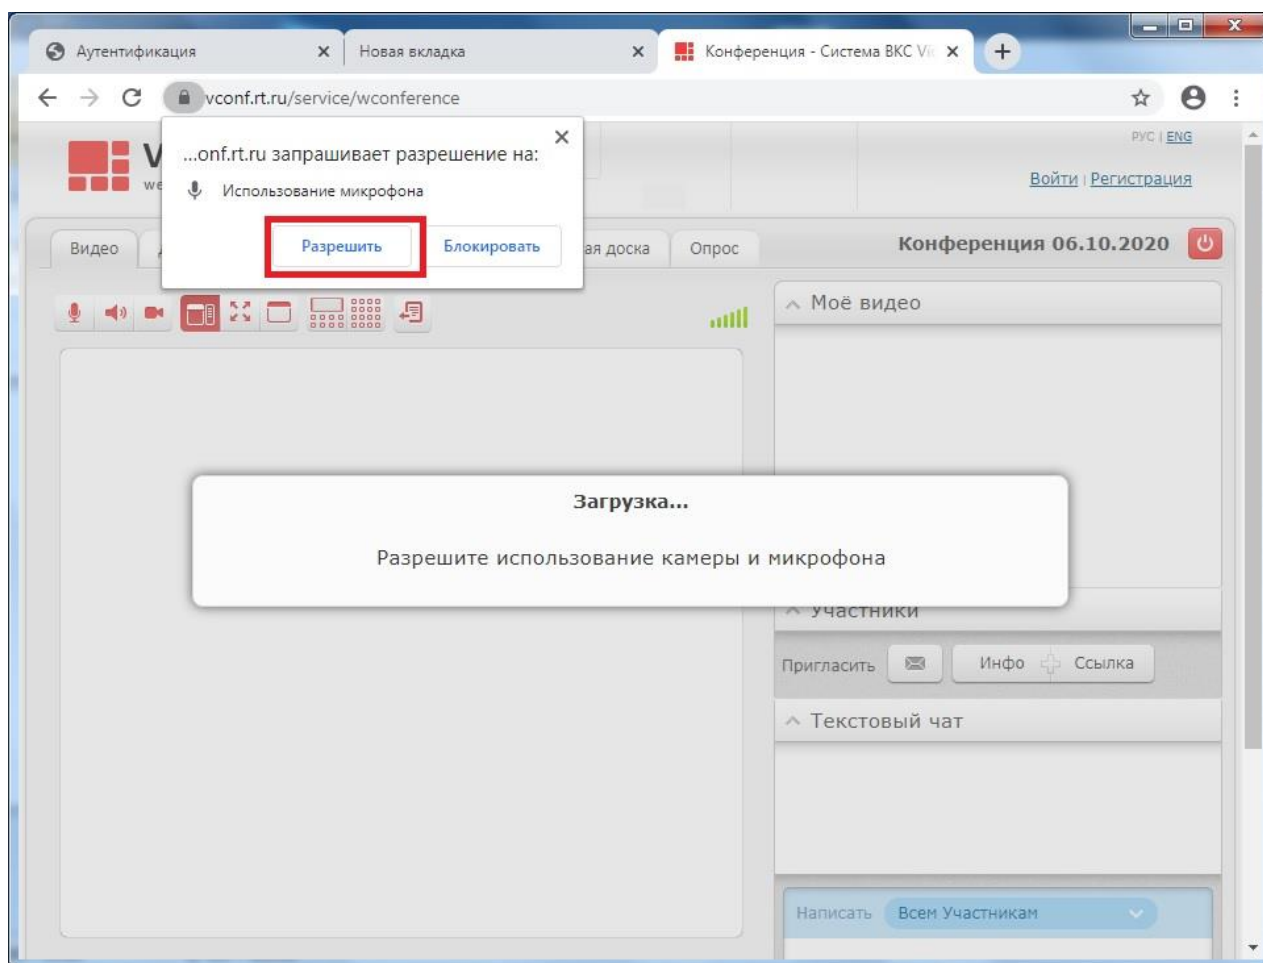 Аутентификация
Новая вкладка
Конференция - Система ВКС Vi
vconf.rt.ru/service/wconference
РУС | ENG
Войти | Регистрация
...onf.rt.ru запрашивает разрешение на:
Использование микрофона
Разрешить
Блокировать
Видео
доска
Опрос
Конференция 06.10.2020
Моё видео
Загрузка...
Разрешите использование камеры и микрофона
Участники
Пригласить
Инфо
Ссылка
Текстовый чат
Написать
Всем Участникам